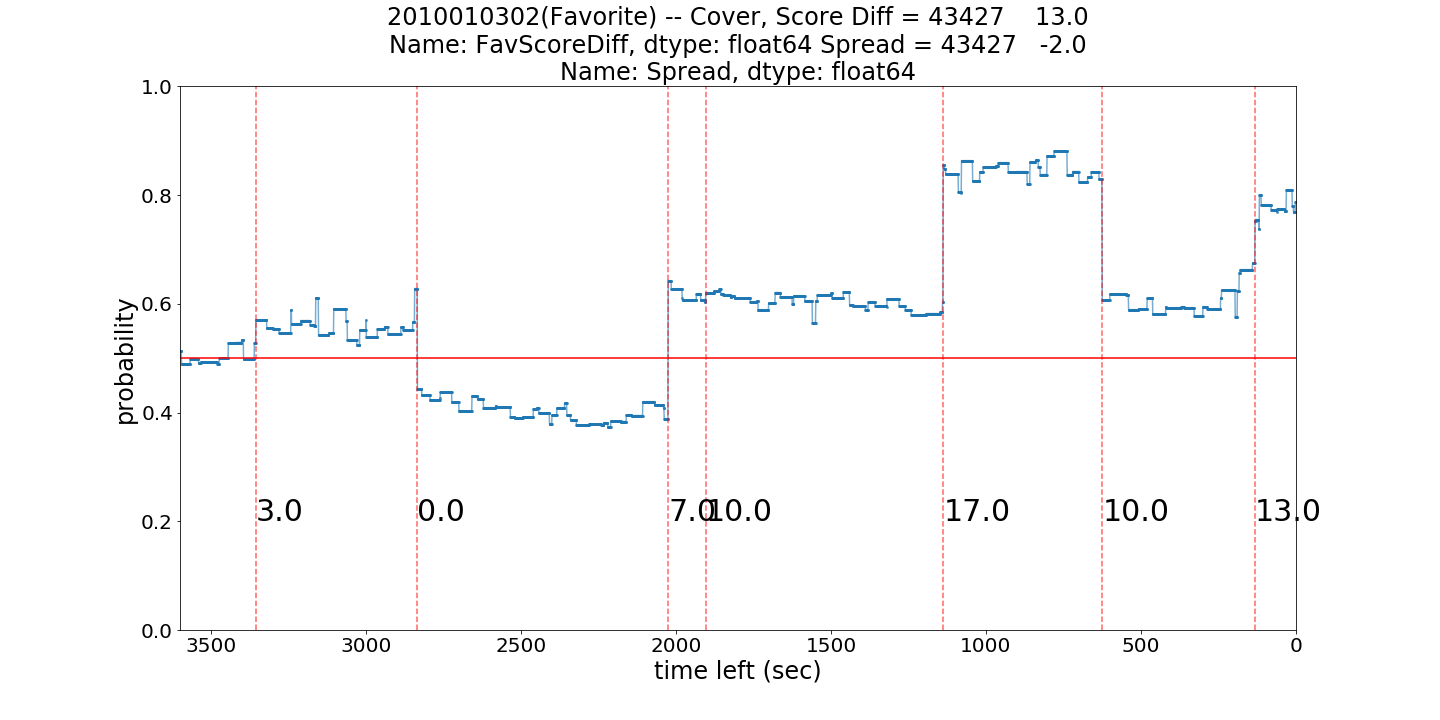 2010010302(Favorite) -- Cover, Score Diff = 43427    13.0
Name: FavScoreDiff, dtype: float64 Spread = 43427   -2.0
Name: Spread, dtype: float64
1.0
0.8
0.6
0.4
0.2
0.0
probability
3.0 0.0 7.0 10.0 17.0 10.0 13.0
3500 3000 2500 2000 1500 1000 500 0
time left (sec)